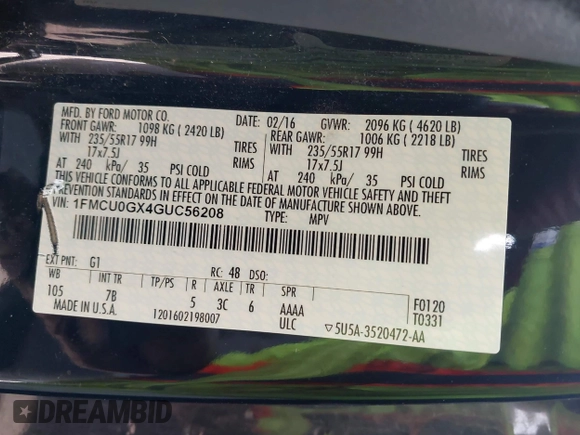 MFD. BY FORD MOTOR CO.
DATE: 02/16 GVWR: 2096 KG ( 4620 LB)
FRONT GAWR: 1098 KG ( 2420 LB) REAR GAWR: 1006 KG ( 2218 LB)
WITH 235/55R17 99H TIRES WITH 235/55R17 99H TIRES
17x7.5J RIMS 17x7.5J RIMS
AT 240 kPa/ 35 PSI COLD AT 240 kPa/ 35 PSI COLD
THIS VEHICLE CONFORMS TO ALL APPLICABLE FEDERAL MOTOR VEHICLE SAFETY AND THEFT
PREVENTION STANDARDS IN EFFECT ON THE DATE OF MANUFACTURE SHOWN ABOVE.
VIN: 1FMCU0GX4GUC56208 TYPE: MPV
EXT PNT: G1 RC: 48 DSO:
WB INT TR TP/PS R AXLE TR SPR F0120
105 7B 5 3C 6 AAAA T0331
MADE IN U.S.A. 1201602198007 ULC ▽5U5A-3520472-AA
DREAMBID